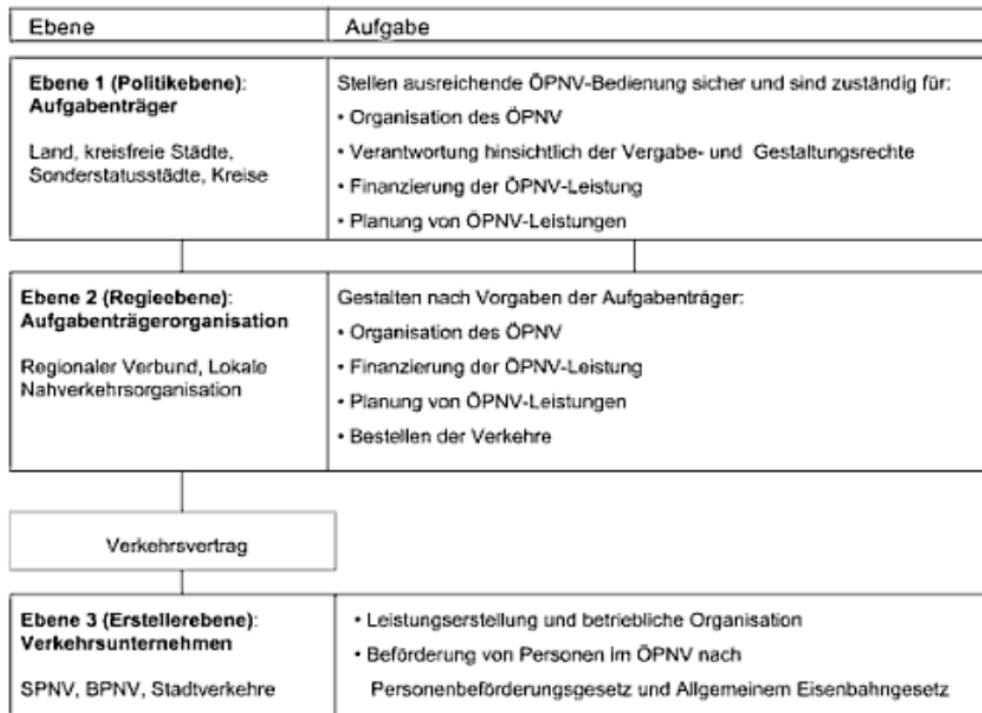 Ebene
Aufgabe
Ebene 1 (Politikebene):
Aufgabenträger
Land, kreisfreie Städte,
Sonderstatusstädte, Kreise
Stellen ausreichende ÖPNV-Bedienung sicher und sind zuständig für:
• Organisation des ÖPNV
• Verantwortung hinsichtlich der Vergabe- und Gestaltungsrechte
• Finanzierung der ÖPNV-Leistung
• Planung von ÖPNV-Leistungen
Ebene 2 (Regieebene):
Aufgabenträgerorganisation
Regionaler Verbund, Lokale
Nahverkehrsorganisation
Gestalten nach Vorgaben der Aufgabenträger:
• Organisation des ÖPNV
• Finanzierung der ÖPNV-Leistung
• Planung von ÖPNV-Leistungen
• Bestellen der Verkehre
Verkehrsvertrag
Ebene 3 (Erstellerebene):
Verkehrsunternehmen
SPNV, BPNV, Stadtverkehre
• Leistungserstellung und betriebliche Organisation
• Beförderung von Personen im ÖPNV nach
Personenbeförderungsgesetz und Allgemeinem Eisenbahngesetz